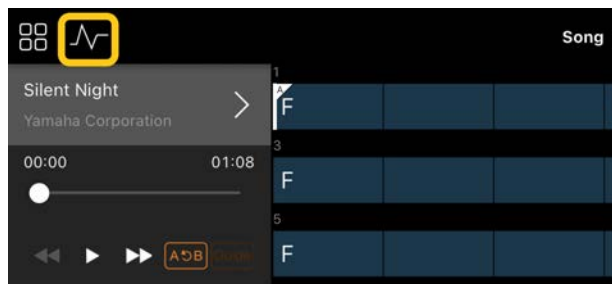 Song
Silent Night
Yamaha Corporation
00:00 01:08
A B
1
A
F
3
F
5
F